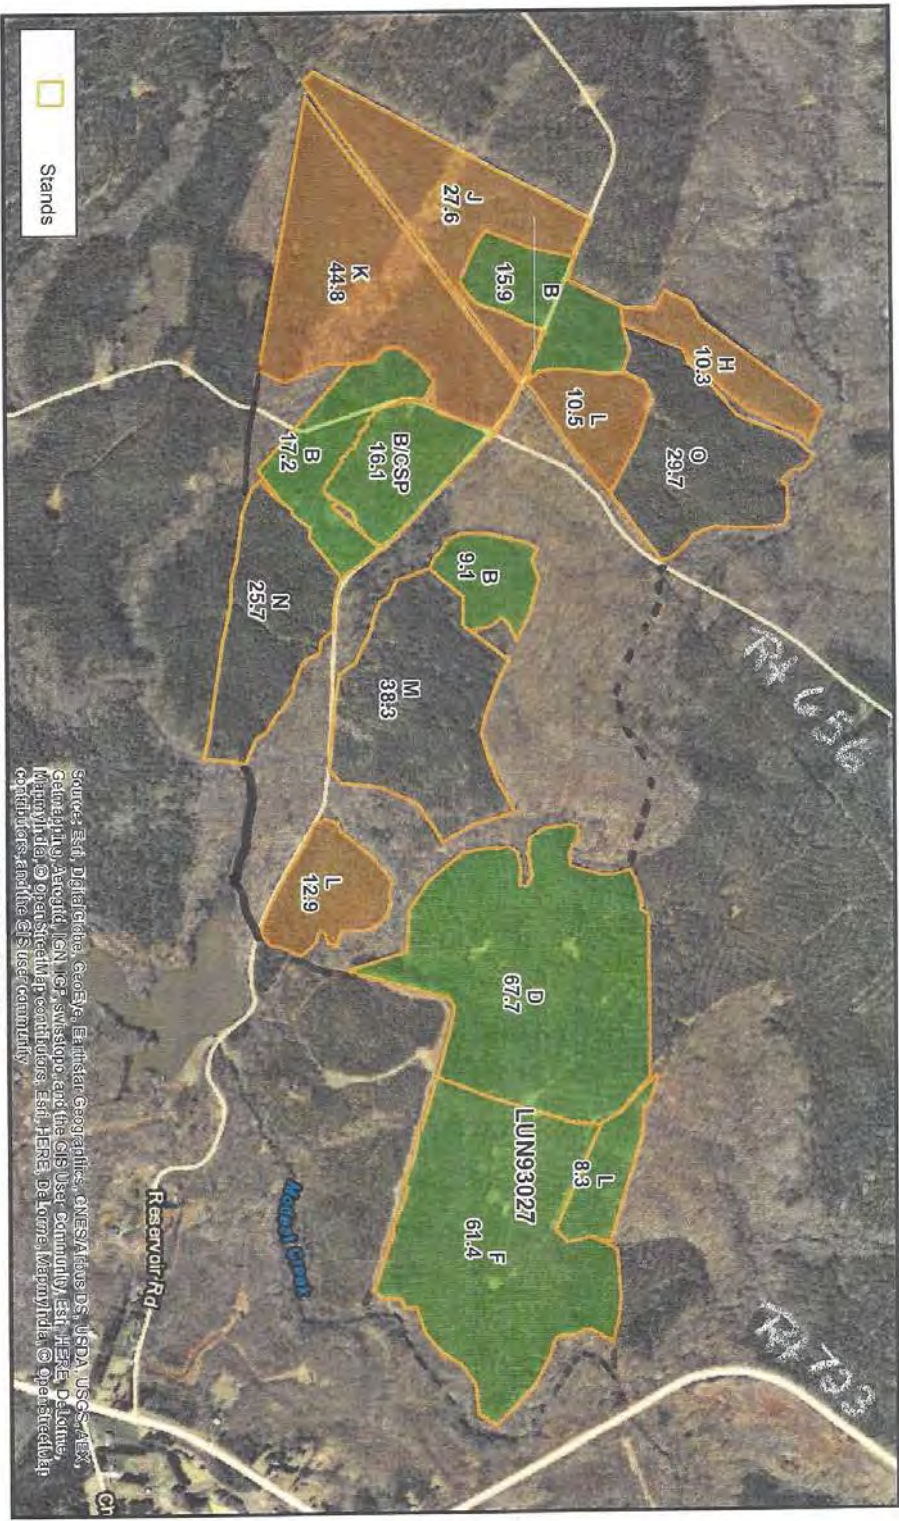 Stands
J
27.6
K
44.8
B
15.9
H
10.3
L
10.5
O
29.7
B/CSP
16.1
B
17.2
B
9.1
N
25.7
M
38.3
L
12.9
D
67.7
LUN93027
L
8.3
F
61.4
Rt 656
Rt 753
Reservoir Rd
Creek
Source: Esri, DigitalGlobe, GeoEye, Earthstar Geographics, CNES/Airbus DS, USDA, USGS, AEX,
Getmapping, Aerogrid, IGN, IGP, swisstopo, and the GIS User Community, Esri, HERE, DeLorme,
MapmyIndia, © OpenStreetMap contributors, Esri, HERE, DeLorme, MapmyIndia, © OpenStreetMap
contributors, and the GIS user community